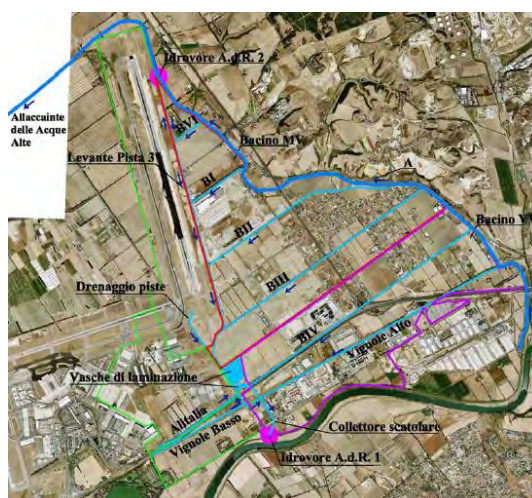 Idrovore A.d.R. 2
Allaccainte
delle Acque
Alte
BVI
Bacino MV
Levante Pista 3
BI
A
BII
Bacino V
Drenaggio piste
BIII
BIV
Vignole Alto
Vasche di laminazione
Alitalia
Vignole Basso
Collettore scatolare
Idrovore A.d.R. 1